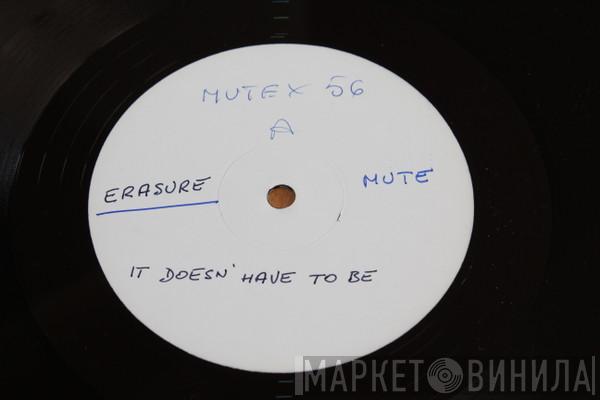 MUTEX 56
A
ERASURE MUTE
IT DOESN' HAVE TO BE
МАРКЕТ ВИНИЛА